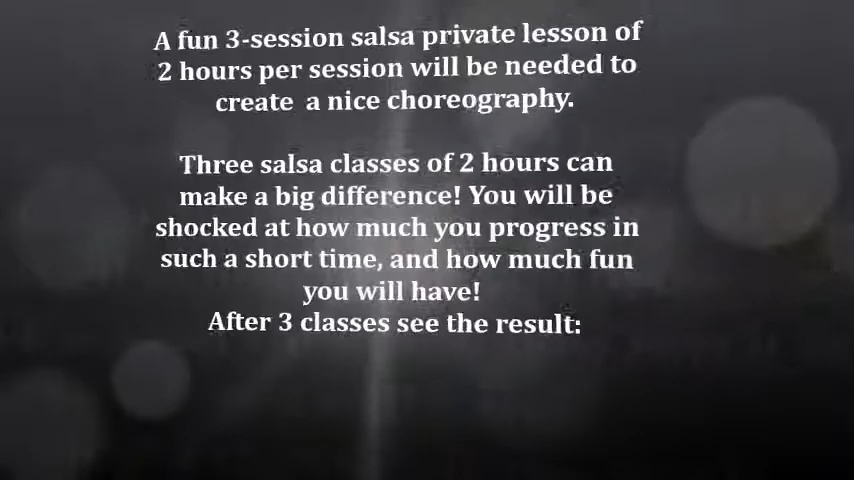 A fun 3-session salsa private lesson of
2 hours per session will be needed to
create a nice choreography.
Three salsa classes of 2 hours can
make a big difference! You will be
shocked at how much you progress in
such a short time, and how much fun
you will have!
After 3 classes see the result: